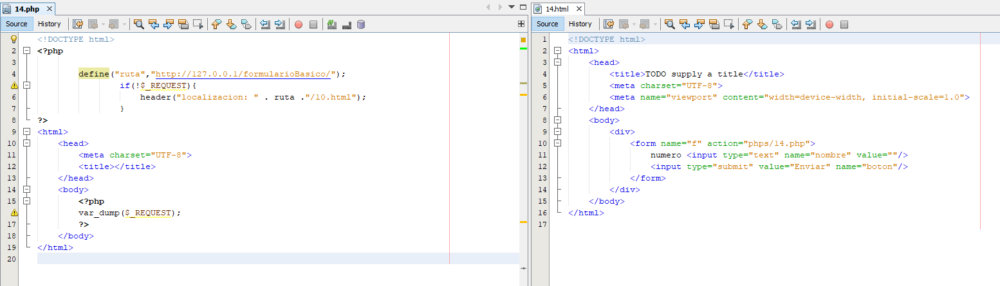 14.php
Source History
1 <!DOCTYPE html>
2 <?php
3
4 define("ruta","http://127.0.0.1/formularioBasico/");
if(!$_REQUEST){
6 header("localizacion: " . ruta ."/10.html");
7 }
8 ?>
9 <html>
10 <head>
11 <meta charset="UTF-8">
12 <title></title>
13 </head>
14 <body>
15 <?php
var_dump($_REQUEST);
17 ?>
18 </body>
19 </html>
20
14.html
Source History
1 <!DOCTYPE html>
2 <html>
3 <head>
4 <title>TODO supply a title</title>
5 <meta charset="UTF-8">
6 <meta name="viewport" content="width=device-width, initial-scale=1.0">
7 </head>
8 <body>
9 <div>
10 <form name="f" action="phps/14.php">
11 numero <input type="text" name="nombre" value=""/>
12 <input type="submit" value="Enviar" name="boton"/>
13 </form>
14 </div>
15 </body>
16 </html>
17